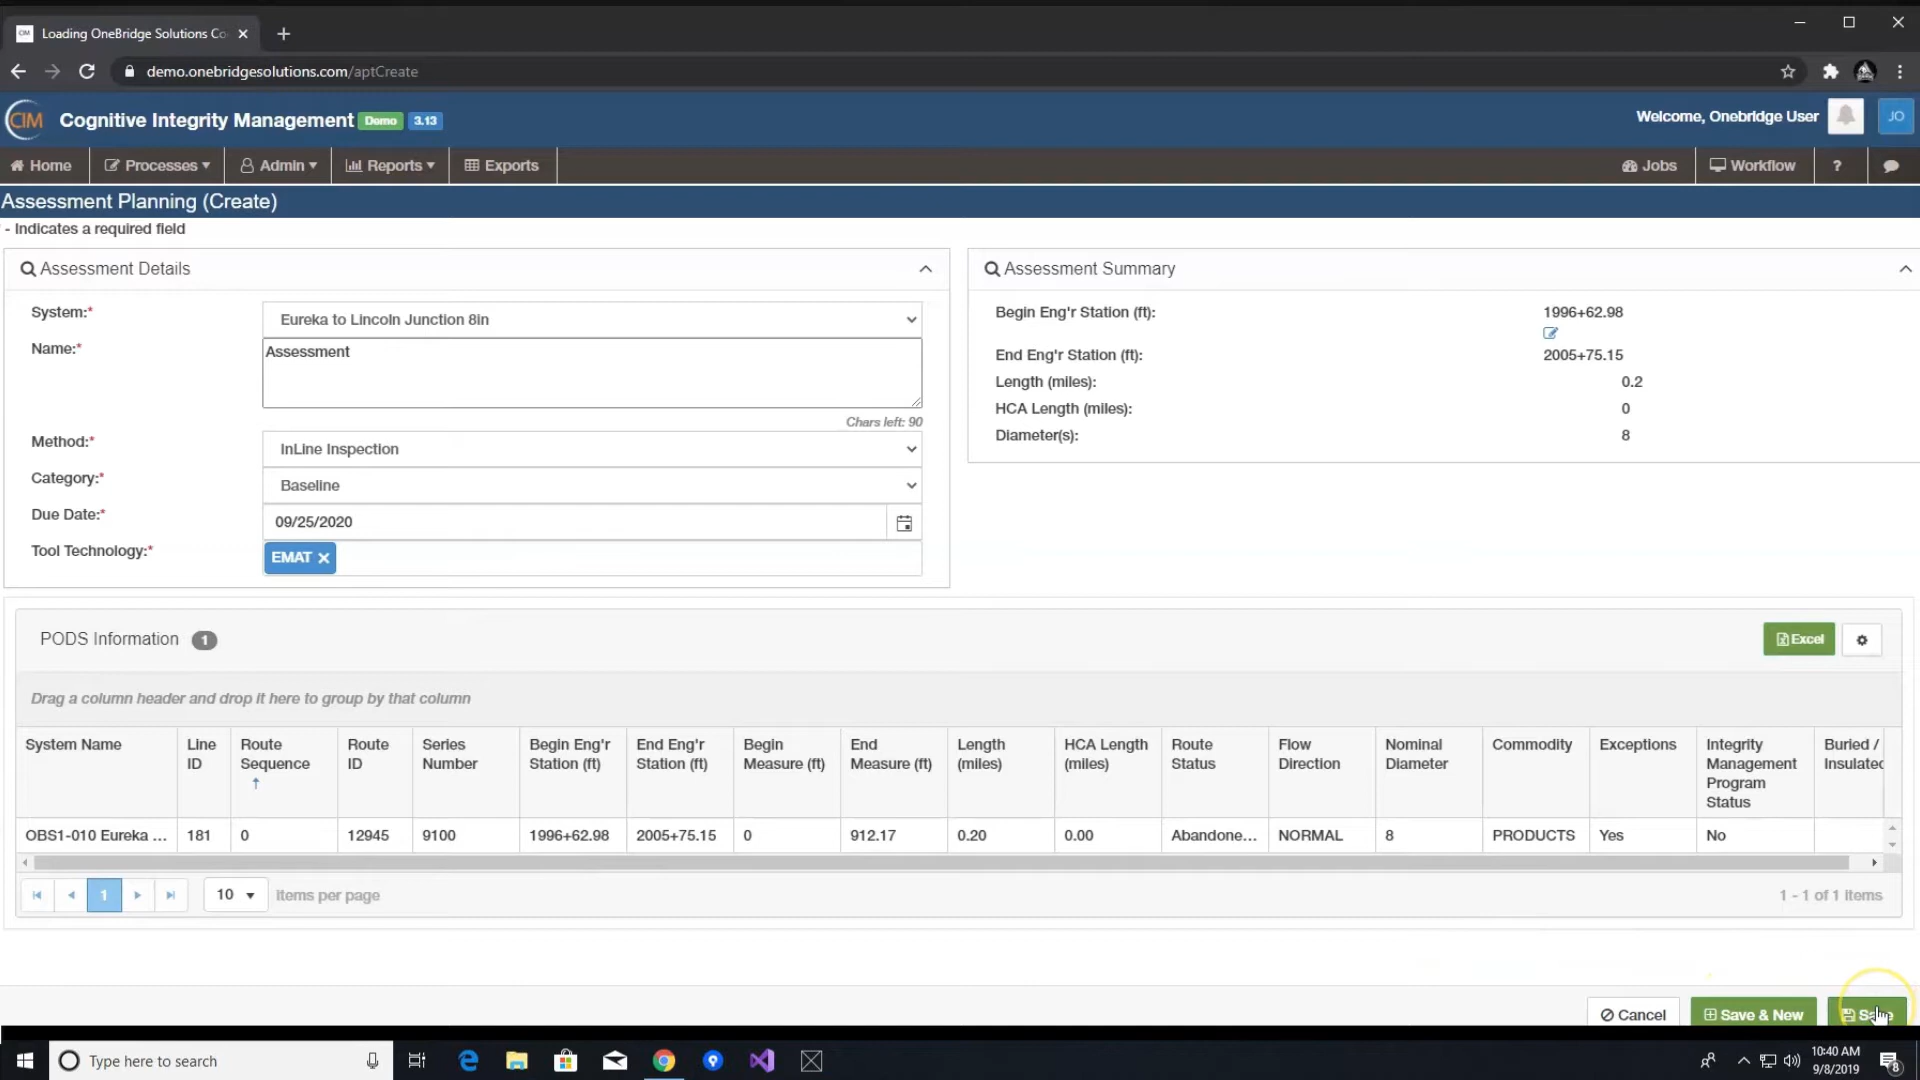 CIM Loading OneBridge Solutions Co
demo.onebridgesolutions.com/aptCreate
CIM Cognitive Integrity Management Demo 3.13
Welcome, Onebridge User JO
Home Processes Admin Reports Exports Jobs Workflow ?
Assessment Planning (Create)
- Indicates a required field
Assessment Details
System:* Eureka to Lincoln Junction 8in
Name:* Assessment
Chars left: 90
Method:* InLine Inspection
Category:* Baseline
Due Date:* 09/25/2020
Tool Technology:* EMAT
Assessment Summary
Begin Eng'r Station (ft): 1996+62.98
End Eng'r Station (ft): 2005+75.15
Length (miles): 0.2
HCA Length (miles): 0
Diameter(s): 8
PODS Information 1
Excel
Drag a column header and drop it here to group by that column
System Name Line ID Route Sequence Route ID Series Number Begin Eng'r Station (ft) End Eng'r Station (ft) Begin Measure (ft) End Measure (ft) Length (miles) HCA Length (miles) Route Status Flow Direction Nominal Diameter Commodity Exceptions Integrity Management Program Status Buried / Insulated
OBS1-010 Eureka ... 181 0 12945 9100 1996+62.98 2005+75.15 0 912.17 0.20 0.00 Abandone... NORMAL 8 PRODUCTS Yes No
1 10 items per page 1 - 1 of 1 items
Cancel Save & New Save
Type here to search
10:40 AM
9/8/2019
8